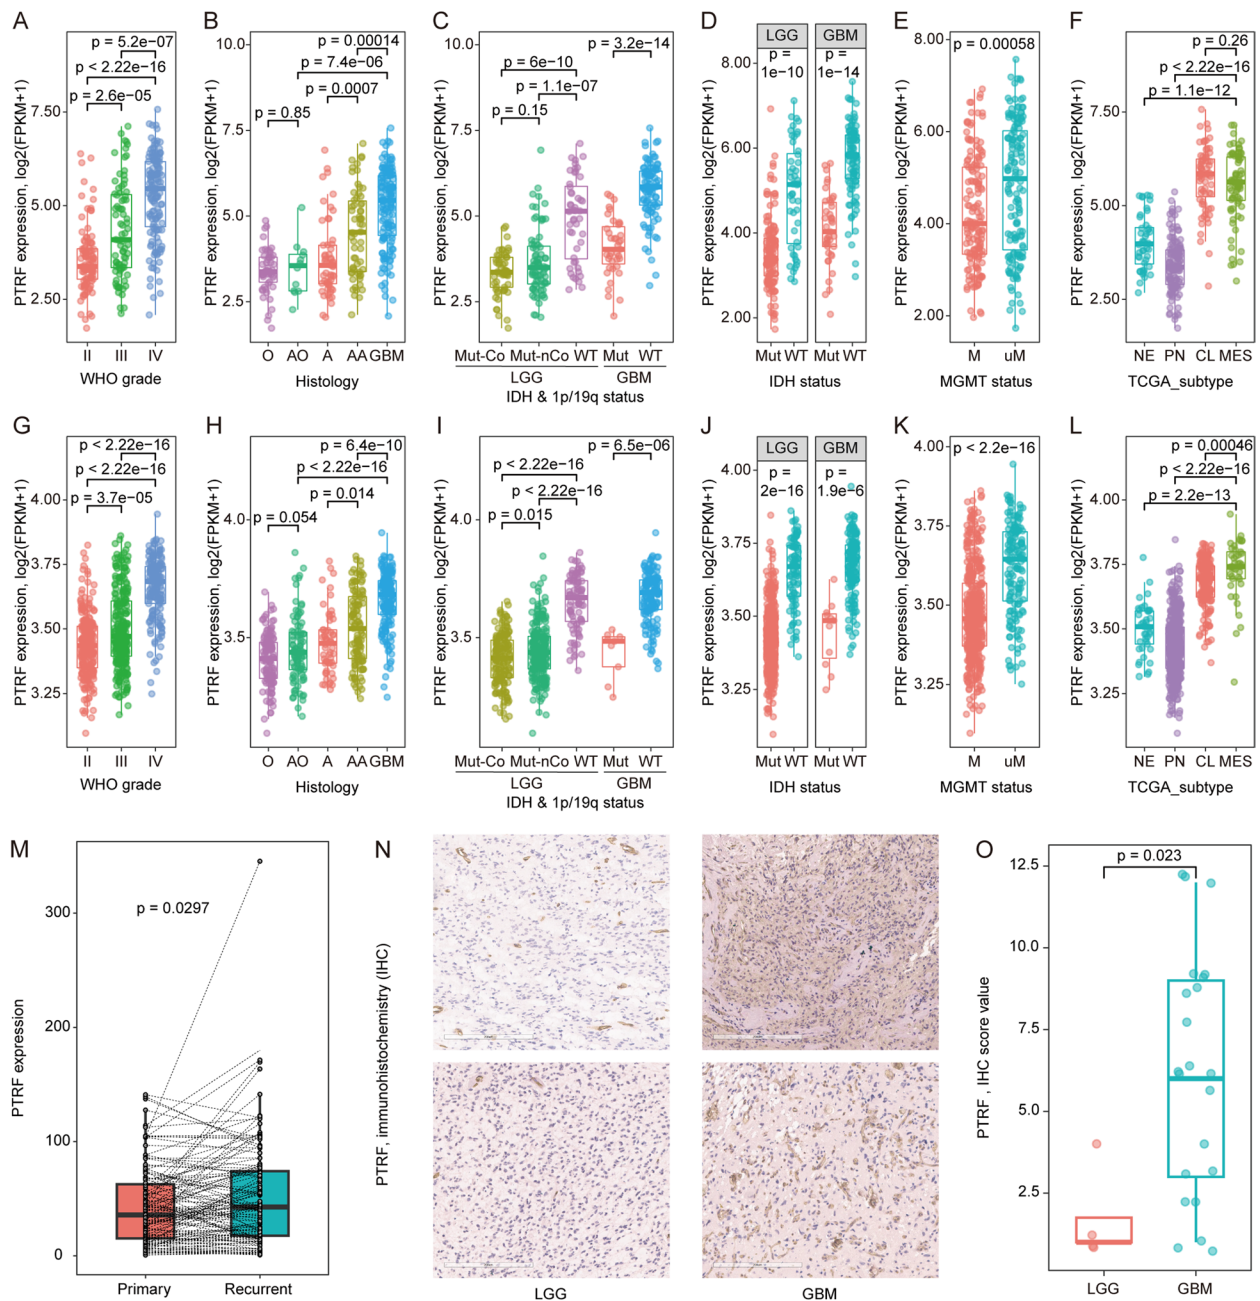 A
p = 5.2e-07
p < 2.22e-16
p = 2.6e-05
PTRF expression, log2(FPKM+1)
7.50
5.00
2.50
II III IV
WHO grade
B
p = 0.00014
p = 7.4e-06
p = 0.0007
p = 0.85
PTRF expression, log2(FPKM+1)
10.0
7.5
5.0
2.5
O AO A AA GBM
Histology
C
p = 3.2e-14
p = 6e-10
p = 1.1e-07
p = 0.15
PTRF expression, log2(FPKM+1)
10.0
7.5
5.0
2.5
Mut-Co Mut-nCo WT Mut WT
LGG GBM
IDH & 1p/19q status
D
LGG GBM
p = p =
1e-10 1e-14
PTRF expression, log2(FPKM+1)
8.00
6.00
4.00
2.00
Mut WT Mut WT
IDH status
E
p = 0.00058
PTRF expression, log2(FPKM+1)
8.00
6.00
4.00
2.00
M uM
MGMT status
F
p = 0.26
p < 2.22e-16
p = 1.1e-12
PTRF expression, log2(FPKM+1)
7.50
5.00
2.50
NE PN CL MES
TCGA_subtype
G
p < 2.22e-16
p < 2.22e-16
p = 3.7e-05
PTRF expression, log2(FPKM+1)
4.00
3.75
3.50
3.25
II III IV
WHO grade
H
p = 6.4e-10
p < 2.22e-16
p = 0.014
p = 0.054
PTRF expression, log2(FPKM+1)
4.0
3.5
O AO A AA GBM
Histology
I
p = 6.5e-06
p < 2.22e-16
p < 2.22e-16
p = 0.015
PTRF expression, log2(FPKM+1)
4.0
3.5
Mut-Co Mut-nCo WT Mut WT
LGG GBM
IDH & 1p/19q status
J
LGG GBM
p = p =
2e-16 1.9e-6
PTRF expression, log2(FPKM+1)
4.00
3.75
3.50
3.25
Mut WT Mut WT
IDH status
K
p < 2.2e-16
PTRF expression, log2(FPKM+1)
4.00
3.75
3.50
3.25
M uM
MGMT status
L
p = 0.00046
p < 2.22e-16
p = 2.2e-13
PTRF expression, log2(FPKM+1)
4.00
3.75
3.50
3.25
NE PN CL MES
TCGA_subtype
M
p = 0.0297
PTRF expression
300
200
100
0
Primary Recurrent
N
PTRF, immunohistochemistry (IHC)
LGG GBM
O
p = 0.023
PTRF , IHC score value
12.5
10.0
7.5
5.0
2.5
LGG GBM